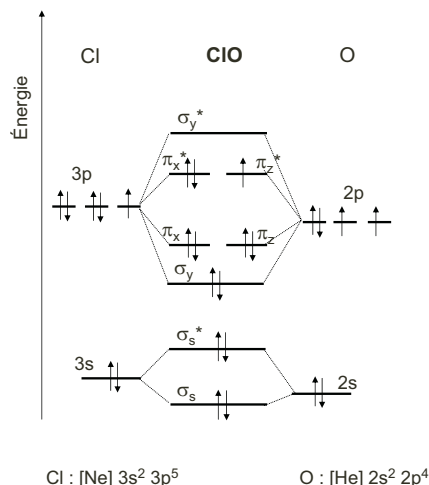 Énergie
Cl ClO O
σy*
πx* πz*
3p 2p
πx πz
σy
σs*
3s 2s
σs
Cl : [Ne] 3s² 3p⁵ O : [He] 2s² 2p⁴